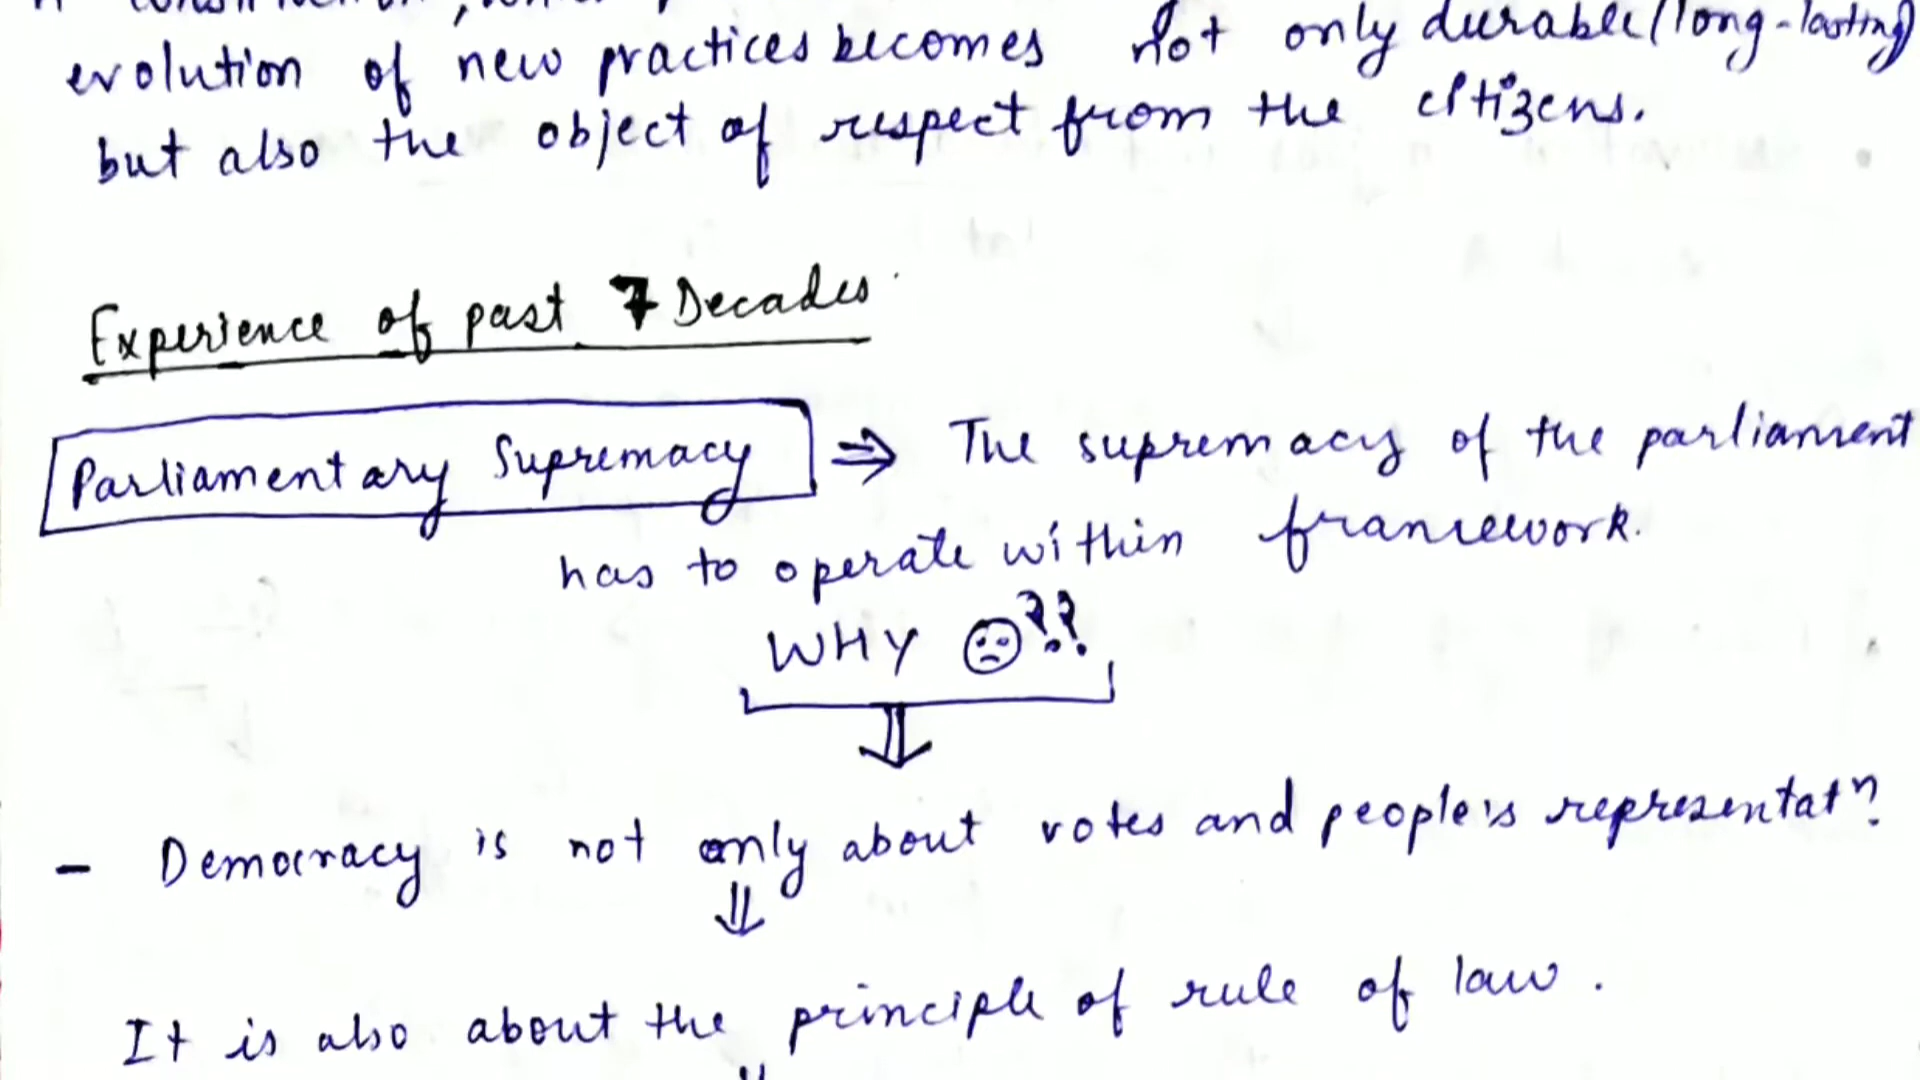 evolution of new practices becomes not only durable (long-lasting)
but also the object of respect from the citizens.
Experience of past 7 Decades
Parliamentary Supremacy ⇒ The supremacy of the parliament
has to operate within framework.
WHY ☹??
- Democracy is not only about votes and people's representatn
It is also about the principle of rule of law.